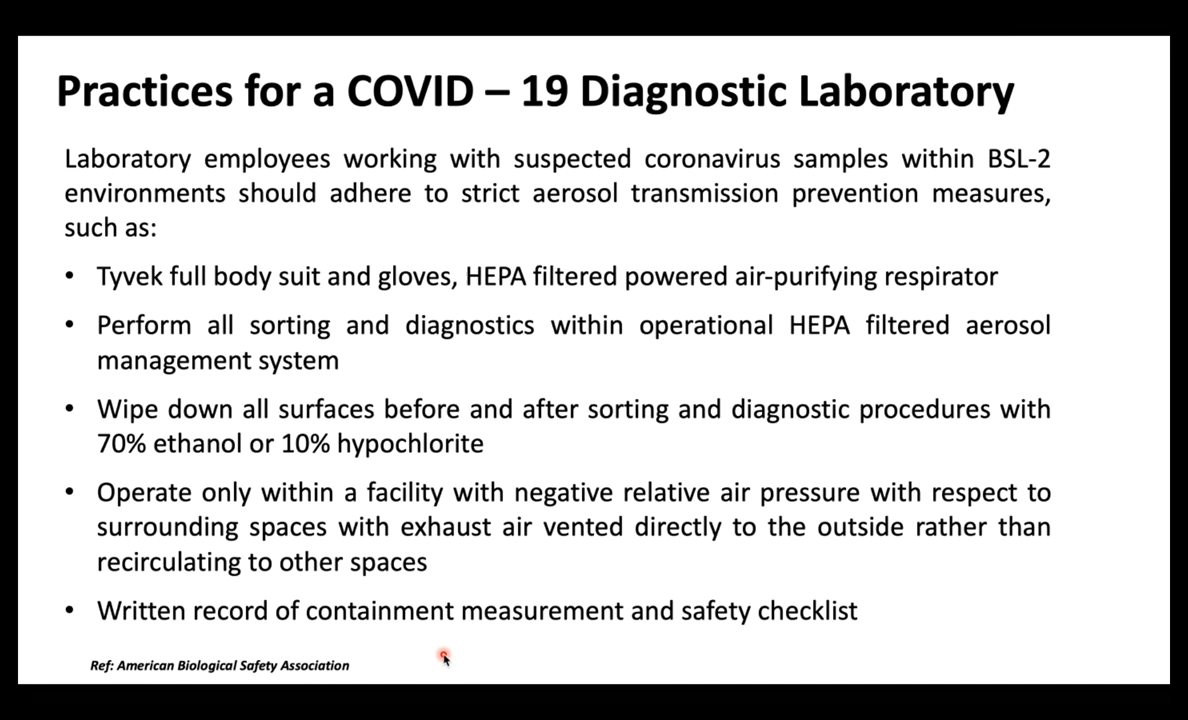 Practices for a COVID – 19 Diagnostic Laboratory
Laboratory employees working with suspected coronavirus samples within BSL-2
environments should adhere to strict aerosol transmission prevention measures,
such as:
• Tyvek full body suit and gloves, HEPA filtered powered air-purifying respirator
• Perform all sorting and diagnostics within operational HEPA filtered aerosol
management system
• Wipe down all surfaces before and after sorting and diagnostic procedures with
70% ethanol or 10% hypochlorite
• Operate only within a facility with negative relative air pressure with respect to
surrounding spaces with exhaust air vented directly to the outside rather than
recirculating to other spaces
• Written record of containment measurement and safety checklist
Ref: American Biological Safety Association